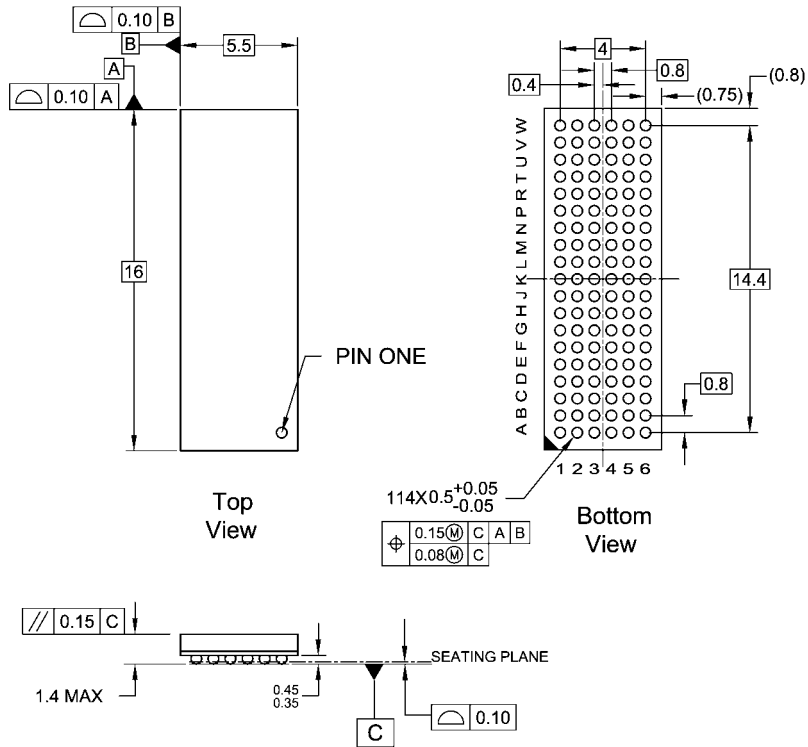 0.10 B
B
5.5
A
0.10 A
16
PIN ONE
Top
View
4
0.8
0.4
(0.75)
(0.8)
W
V
U
T
R
P
N
M
L
K
J
H
G
F
E
D
C
B
A
14.4
0.8
1 2 3 4 5 6
114X0.5 +0.05
-0.05
0.15Ⓜ C A B
0.08Ⓜ C
Bottom
View
// 0.15 C
1.4 MAX
0.45
0.35
SEATING PLANE
C
0.10